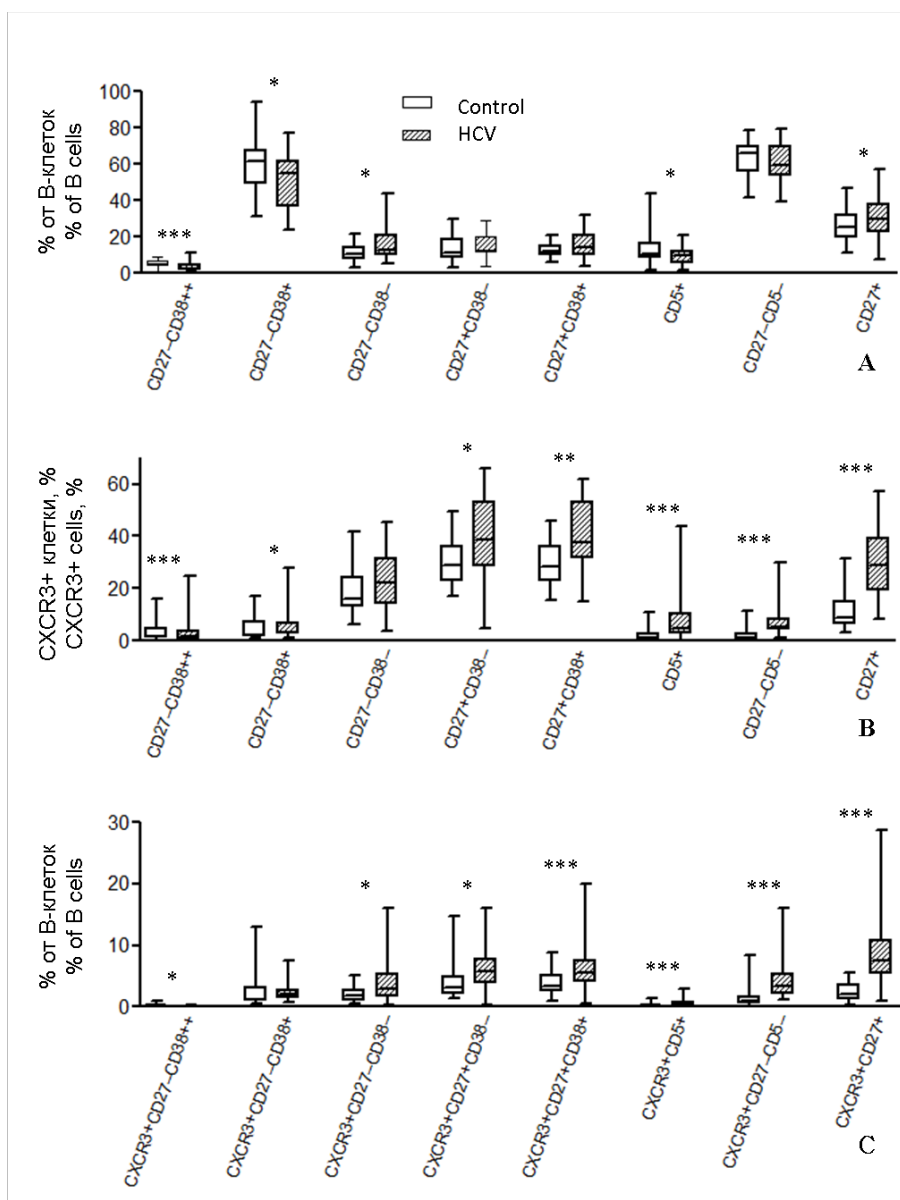 % от В-клеток
% of B cells
100
80
60
40
20
0
Control
HCV
***
*
*
*
*
CD27–CD38++
CD27–CD38+
CD27–CD38–
CD27+CD38–
CD27+CD38+
CD5+
CD27–CD5–
CD27+
A
CXCR3+ клетки, %
CXCR3+ cells, %
60
40
20
0
***
*
*
**
***
***
***
CD27–CD38++
CD27–CD38+
CD27–CD38–
CD27+CD38–
CD27+CD38+
CD5+
CD27–CD5–
CD27+
B
% от В-клеток
% of B cells
30
20
10
0
*
*
*
***
***
***
***
CXCR3+CD27–CD38++
CXCR3+CD27–CD38+
CXCR3+CD27–CD38–
CXCR3+CD27+CD38–
CXCR3+CD27+CD38+
CXCR3+CD5+
CXCR3+CD27–CD5–
CXCR3+CD27+
C